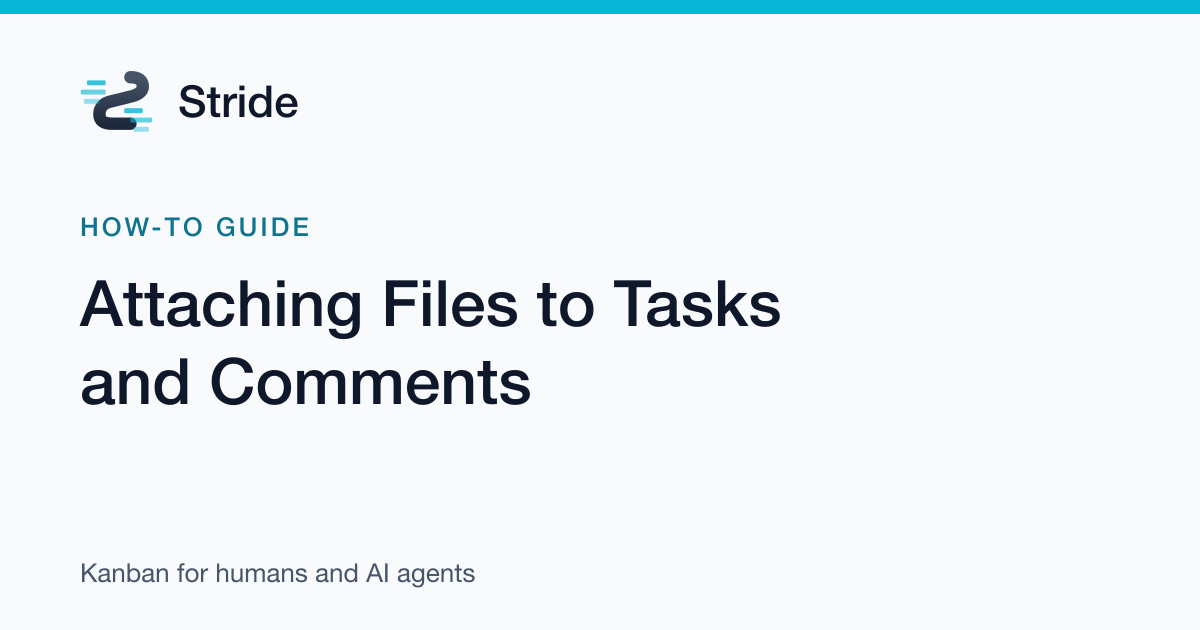 Stride
HOW-TO GUIDE
Attaching Files to Tasks
and Comments
Kanban for humans and AI agents